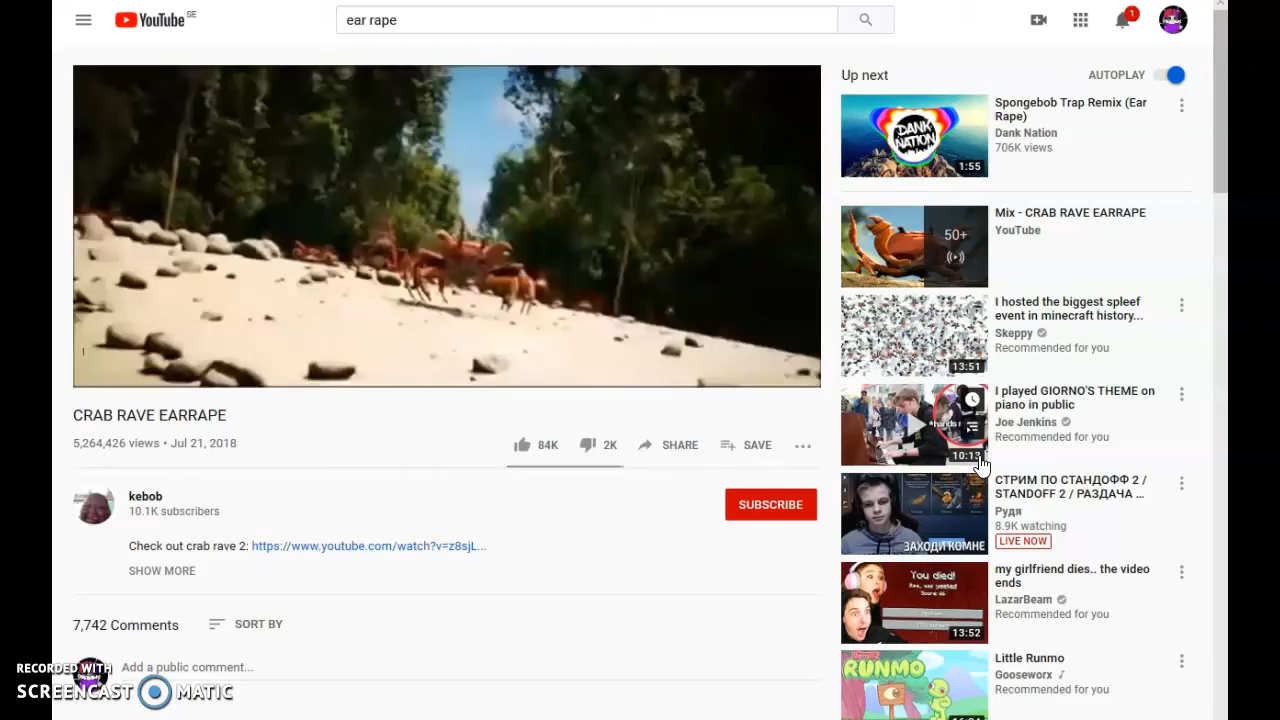 YouTube SE
ear rape
1
Up next
AUTOPLAY
Spongebob Trap Remix (Ear
Rape)
Dank Nation
706K views
DANK
NATION
1:55
Mix - CRAB RAVE EARRAPE
YouTube
50+
I hosted the biggest spleef
event in minecraft history...
Skeppy
Recommended for you
13:51
I played GIORNO'S THEME on
piano in public
Joe Jenkins
Recommended for you
10:13
СТРИМ ПО СТАНДОФФ 2 /
STANDOFF 2 / РАЗДАЧА ...
Рудя
8.9K watching
LIVE NOW
ЗАХОДИ КОМНЕ
my girlfriend dies.. the video
ends
LazarBeam
Recommended for you
You died!
13:52
Little Runmo
Gooseworx
Recommended for you
RUNMO
CRAB RAVE EARRAPE
5,264,426 views • Jul 21, 2018
84K
2K
SHARE
SAVE
kebob
10.1K subscribers
SUBSCRIBE
Check out crab rave 2: https://www.youtube.com/watch?v=z8sjL...
SHOW MORE
7,742 Comments
SORT BY
Add a public comment...
RECORDED WITH
SCREENCAST MATIC